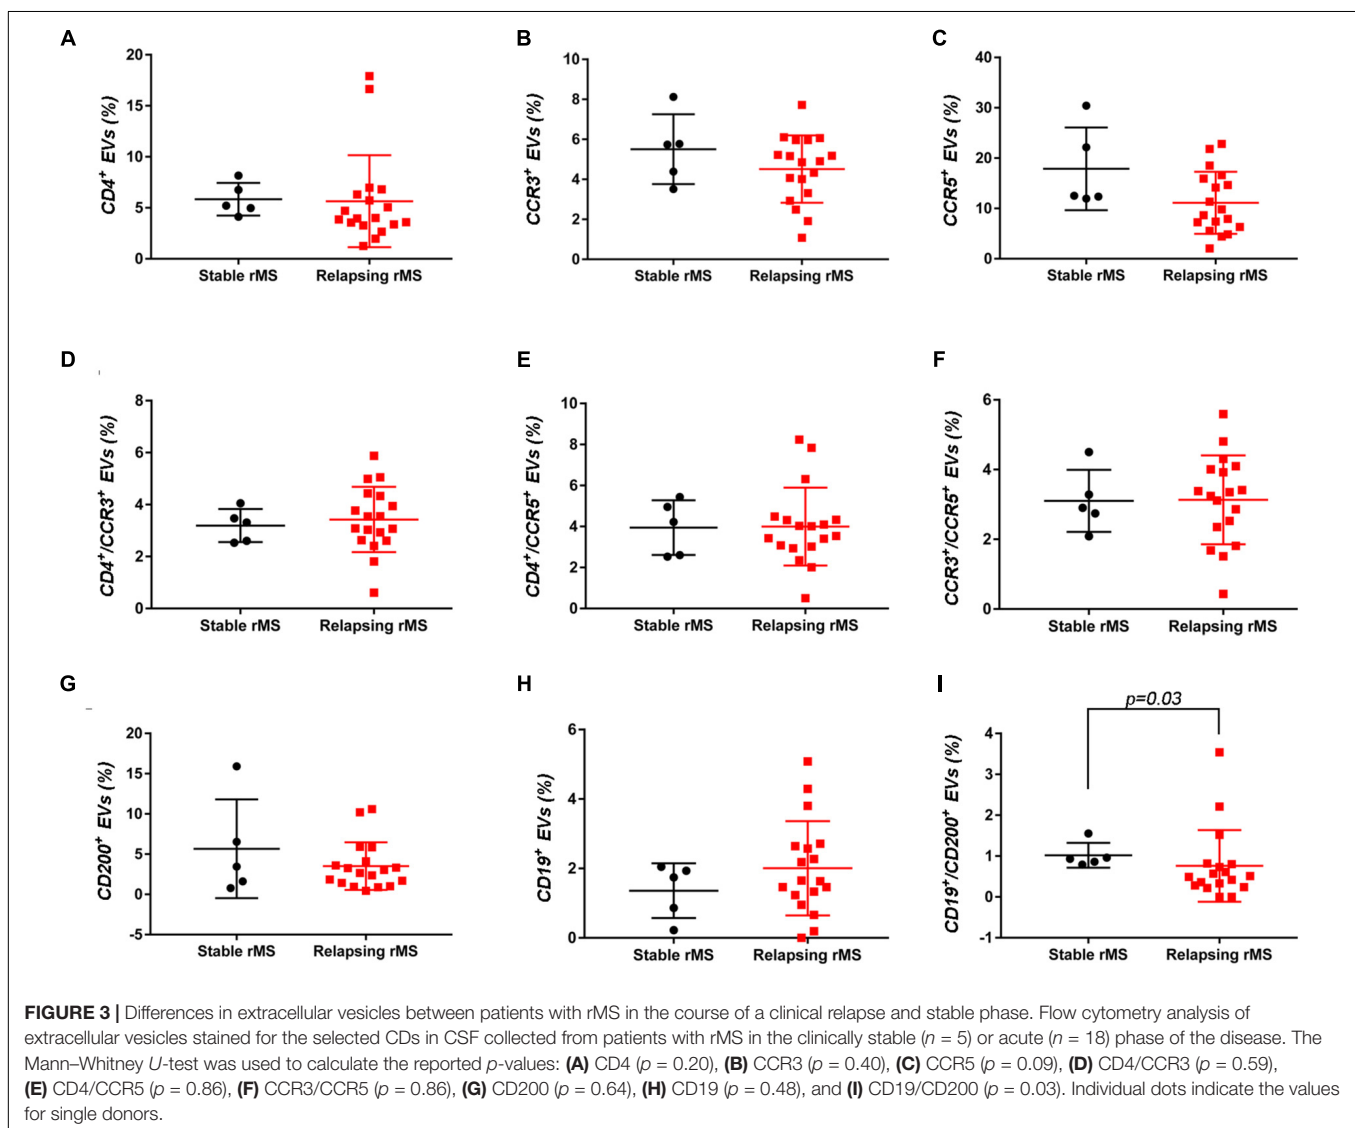 A
B
C
20
15
10
5
0
CD4+ EVs (%)
Stable rMS
Relapsing rMS
10
8
6
4
2
0
CCR3+ EVs (%)
Stable rMS
Relapsing rMS
40
30
20
10
0
CCR5+ EVs (%)
Stable rMS
Relapsing rMS
D
E
F
8
6
4
2
0
CD4+/CCR3+ EVs (%)
Stable rMS
Relapsing rMS
10
8
6
4
2
0
CD4+/CCR5+ EVs (%)
Stable rMS
Relapsing rMS
6
4
2
0
CCR3+/CCR5+ EVs (%)
Stable rMS
Relapsing rMS
G
H
I
20
15
10
5
0
-5
CD200+ EVs (%)
Stable rMS
Relapsing rMS
6
4
2
0
CD19+ EVs (%)
Stable rMS
Relapsing rMS
p=0.03
4
3
2
1
0
-1
CD19+/CD200+ EVs (%)
Stable rMS
Relapsing rMS
FIGURE 3 | Differences in extracellular vesicles between patients with rMS in the course of a clinical relapse and stable phase. Flow cytometry analysis of
extracellular vesicles stained for the selected CDs in CSF collected from patients with rMS in the clinically stable (n = 5) or acute (n = 18) phase of the disease. The
Mann–Whitney U-test was used to calculate the reported p-values: (A) CD4 (p = 0.20), (B) CCR3 (p = 0.40), (C) CCR5 (p = 0.09), (D) CD4/CCR3 (p = 0.59),
(E) CD4/CCR5 (p = 0.86), (F) CCR3/CCR5 (p = 0.86), (G) CD200 (p = 0.64), (H) CD19 (p = 0.48), and (I) CD19/CD200 (p = 0.03). Individual dots indicate the values
for single donors.